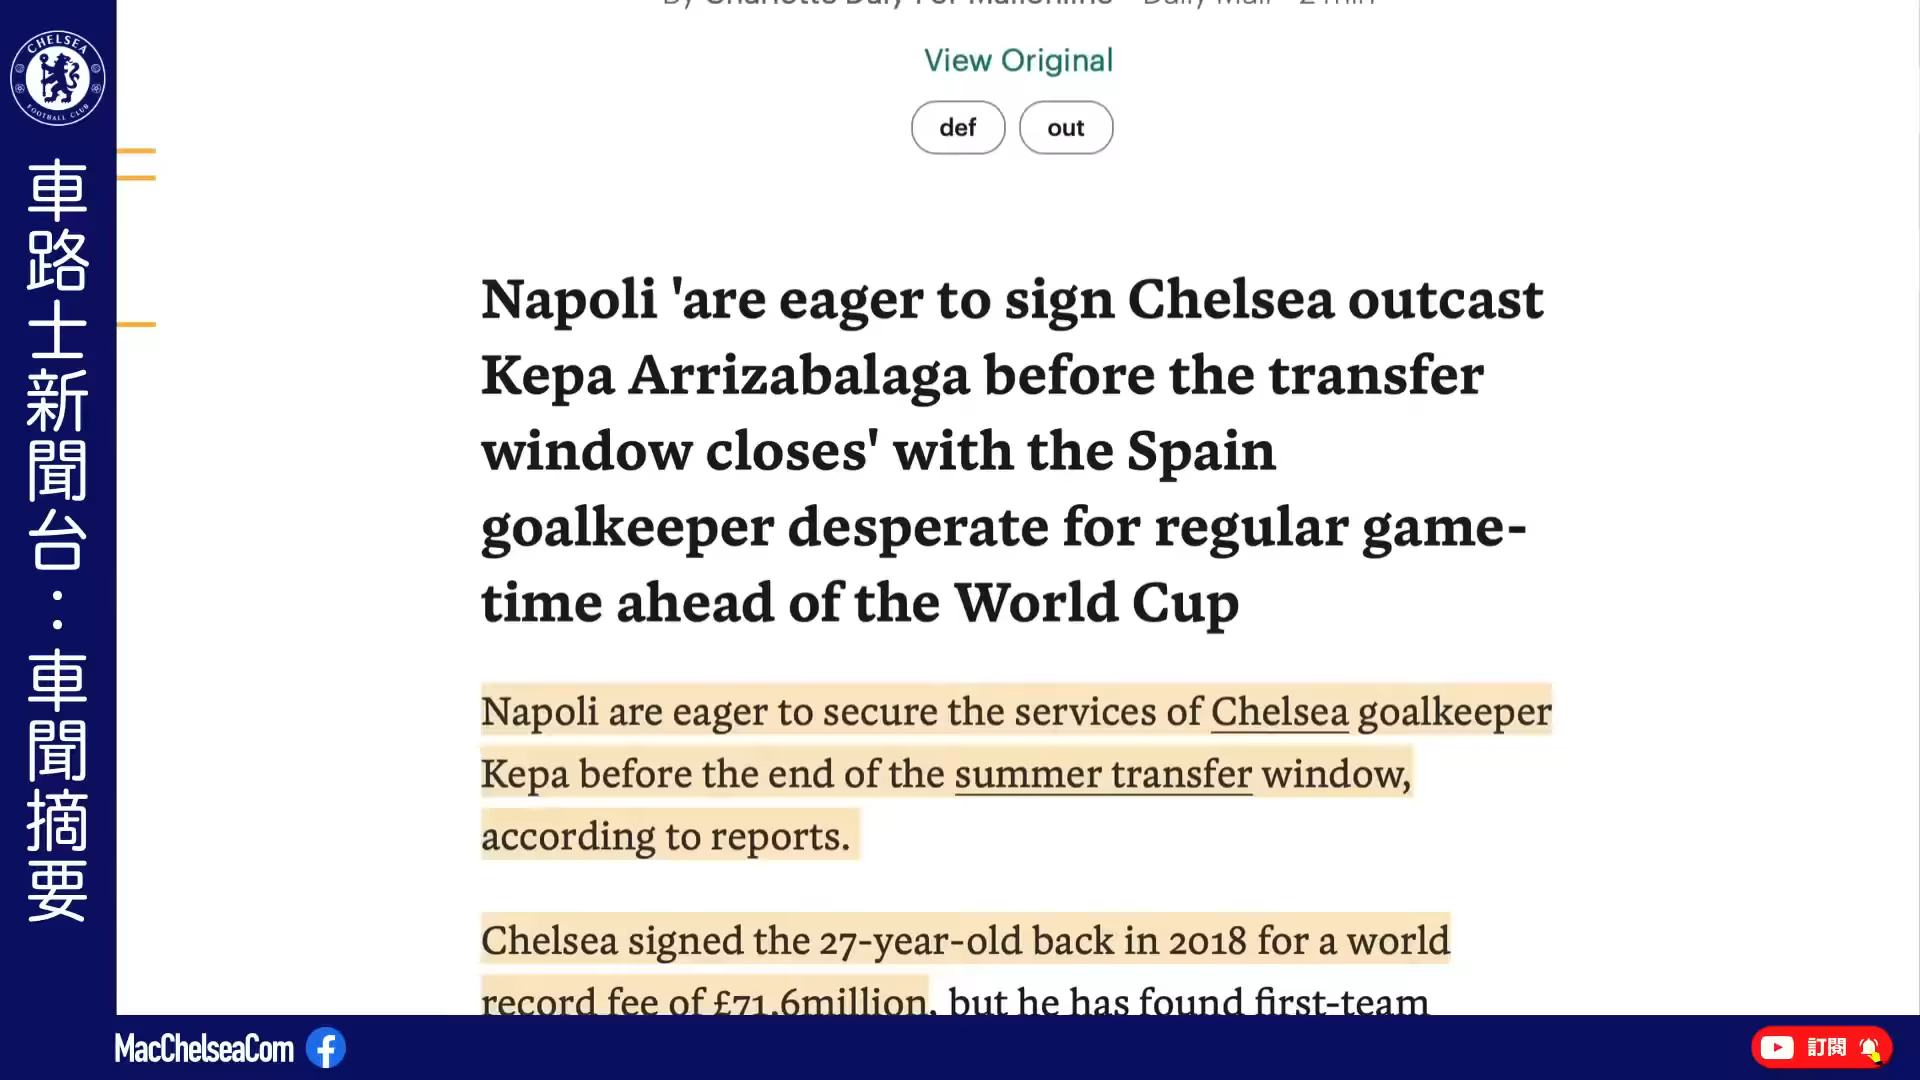 CHELSEA
FOOTBALL CLUB
車路士新聞台：車聞摘要
View Original
def
out
Napoli 'are eager to sign Chelsea outcast
Kepa Arrizabalaga before the transfer
window closes' with the Spain
goalkeeper desperate for regular game-
time ahead of the World Cup
Napoli are eager to secure the services of Chelsea goalkeeper
Kepa before the end of the summer transfer window,
according to reports.
Chelsea signed the 27-year-old back in 2018 for a world
record fee of £71.6million, but he has found first-team
MacChelseaCom
訂閱